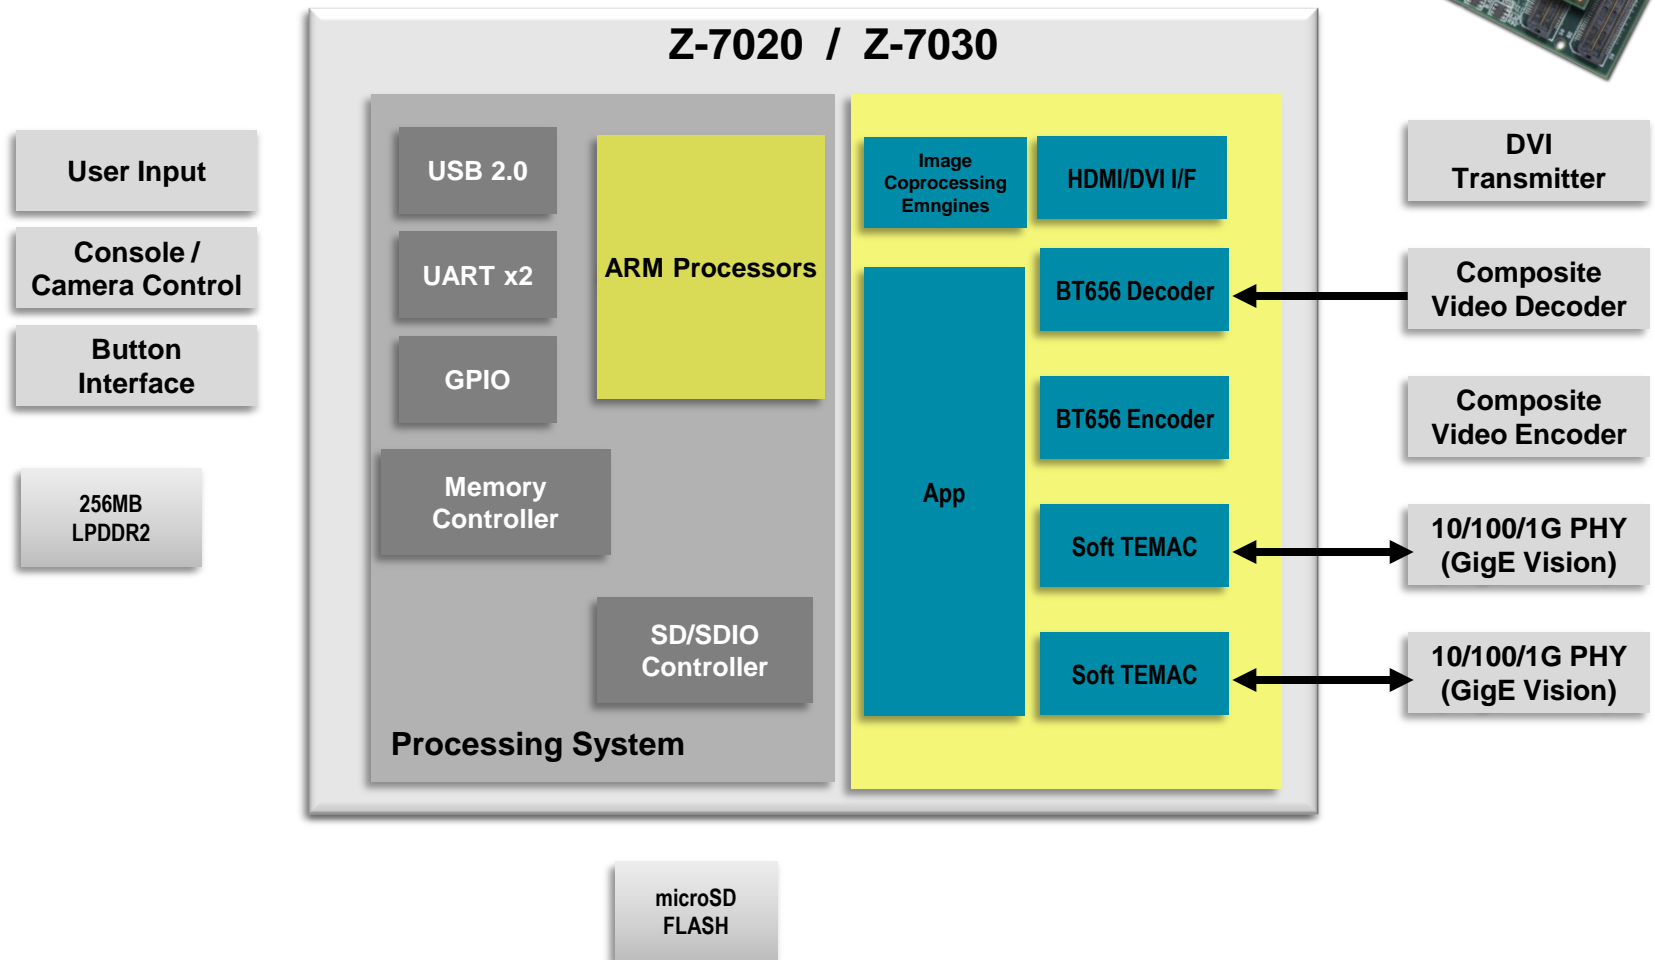 Z-7020 / Z-7030
User Input
Console /
Camera Control
Button
Interface
256MB
LPDDR2
USB 2.0
UART x2
GPIO
ARM Processors
Memory
Controller
SD/SDIO
Controller
Processing System
Image
Coprocessing
Emngines
HDMI/DVI I/F
BT656 Decoder
BT656 Encoder
App
Soft TEMAC
Soft TEMAC
DVI
Transmitter
Composite
Video Decoder
Composite
Video Encoder
10/100/1G PHY
(GigE Vision)
10/100/1G PHY
(GigE Vision)
microSD
FLASH